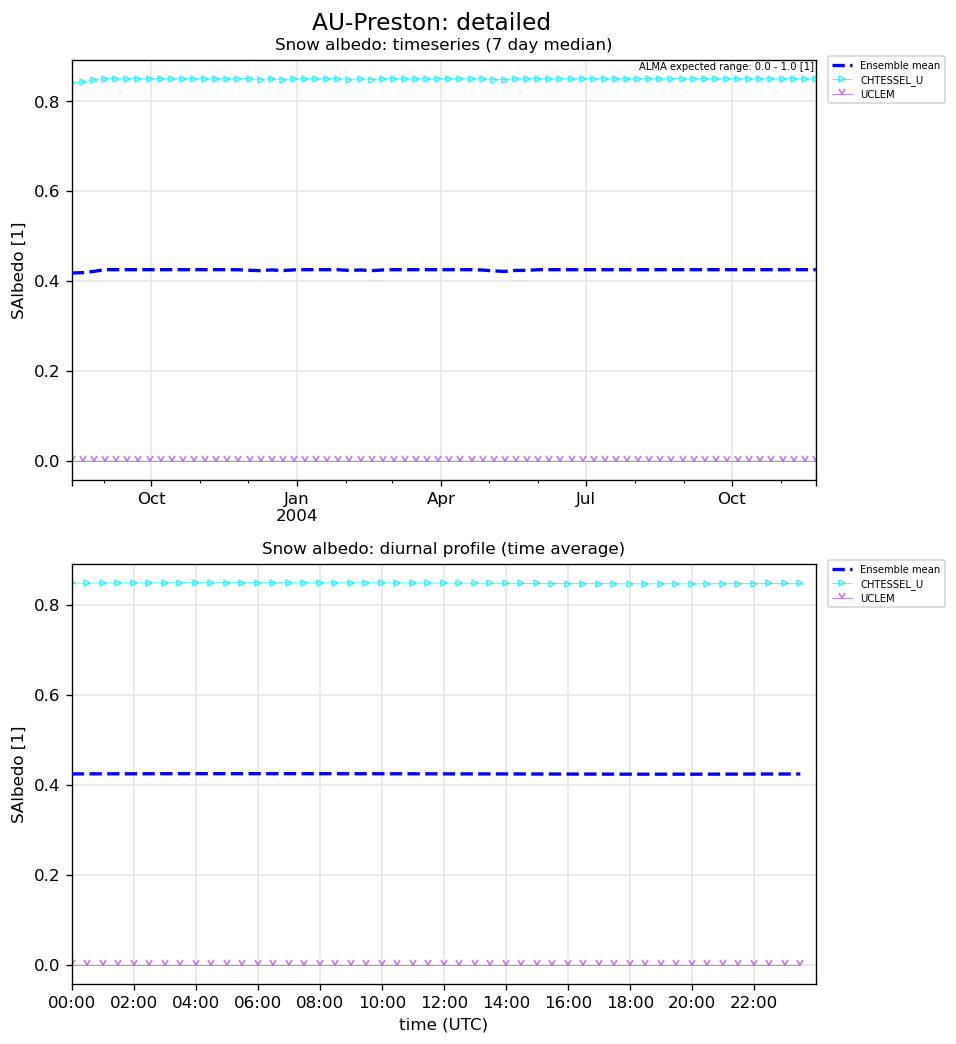 AU-Preston: detailed
Snow albedo: timeseries (7 day median)
ALMA expected range: 0.0 - 1.0 [1]
Ensemble mean
CHTESSEL_U
UCLEM
0.8
0.6
0.4
0.2
0.0
SAlbedo [1]
Oct
Jan
2004
Apr
Jul
Oct
Snow albedo: diurnal profile (time average)
Ensemble mean
CHTESSEL_U
UCLEM
0.8
0.6
0.4
0.2
0.0
SAlbedo [1]
00:00 02:00 04:00 06:00 08:00 10:00 12:00 14:00 16:00 18:00 20:00 22:00
time (UTC)